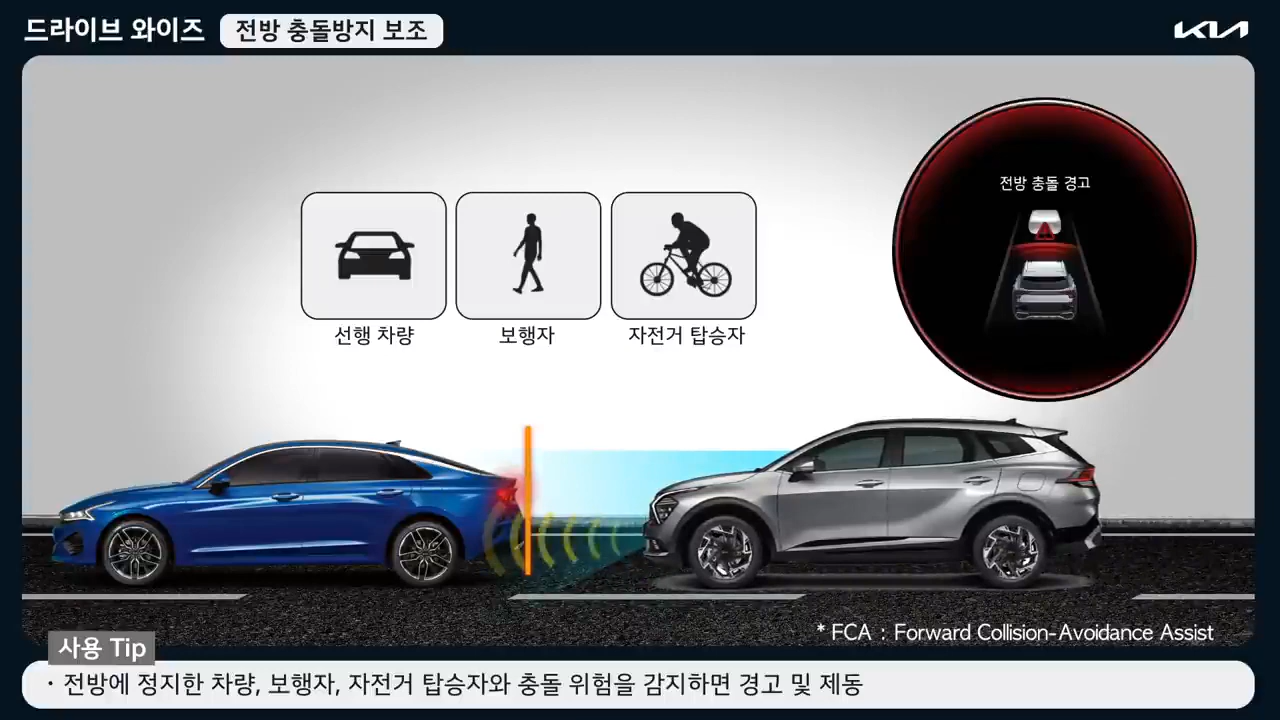 드라이브 와이즈
전방 충돌방지 보조
KIA
전방 충돌 경고
선행 차량
보행자
자전거 탑승자
* FCA : Forward Collision-Avoidance Assist
사용 Tip
· 전방에 정지한 차량, 보행자, 자전거 탑승자와 충돌 위험을 감지하면 경고 및 제동